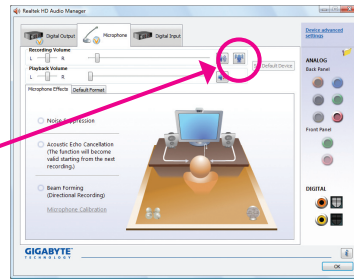 Realtek HD Audio Manager
Digital Output
Microphone
Digital Input
Device advanced
settings
Recording Volume
L
R
Set Default Device
Playback Volume
L
R
ANALOG
Back Panel
Microphone Effects
Default Format
Noise Suppression
Acoustic Echo Cancellation
(The function will become
valid starting from the next
recording.)
Front Panel
Beam Forming
(Directional Recording)
Microphone Calibration
DIGITAL
GIGABYTE
TECHNOLOGY
i
OK